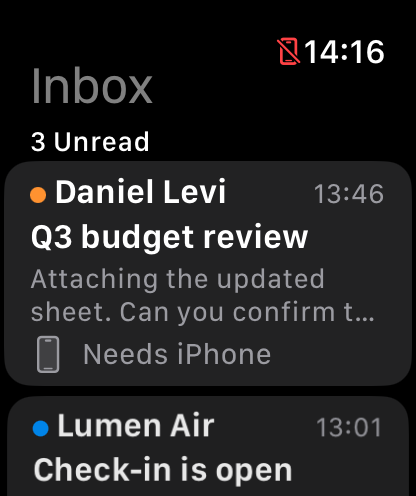 14:16
Inbox
3 Unread
Daniel Levi 13:46
Q3 budget review
Attaching the updated
sheet. Can you confirm t...
Needs iPhone
Lumen Air 13:01
Check-in is open